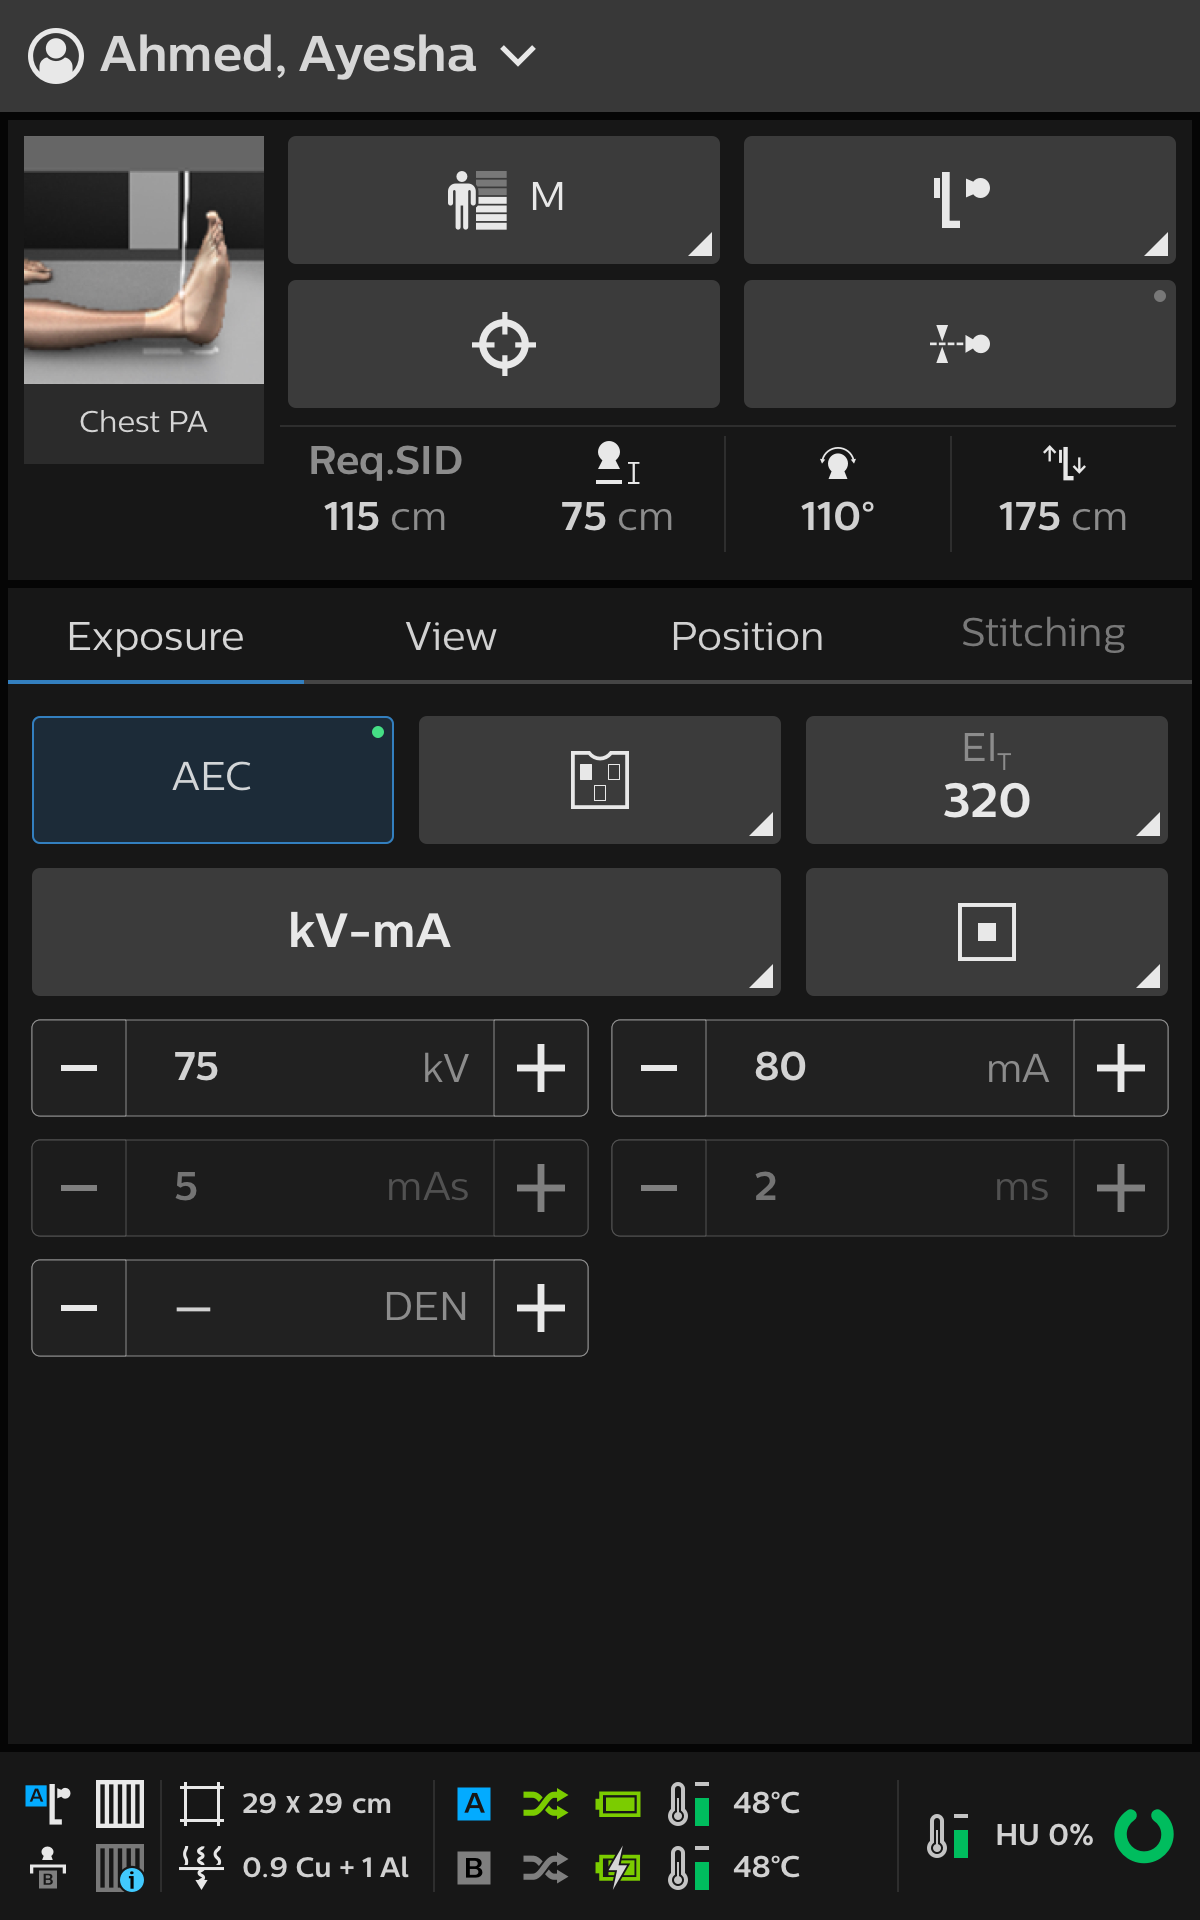 Ahmed, Ayesha
M
Chest PA
Req.SID
115 cm
75 cm
110°
175 cm
Exposure View Position Stitching
AEC
EI T
320
kV-mA
75 kV
80 mA
5 mAs
2 ms
– DEN
A
29 x 29 cm
A
48°C
B
0.9 Cu + 1 Al
B
48°C
HU 0%